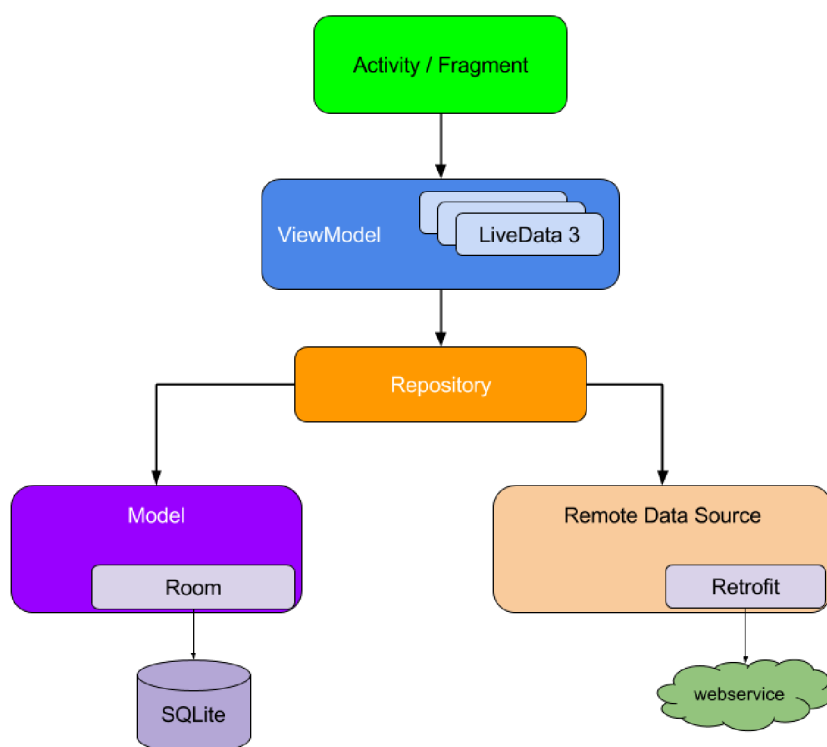 Activity / Fragment
ViewModel
LiveData 3
Repository
Model
Remote Data Source
Room
Retrofit
SQLite
webservice